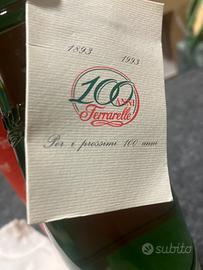 1893 1993
100
ANNI
Ferrarelle
Per i prossimi 100 anni
subito